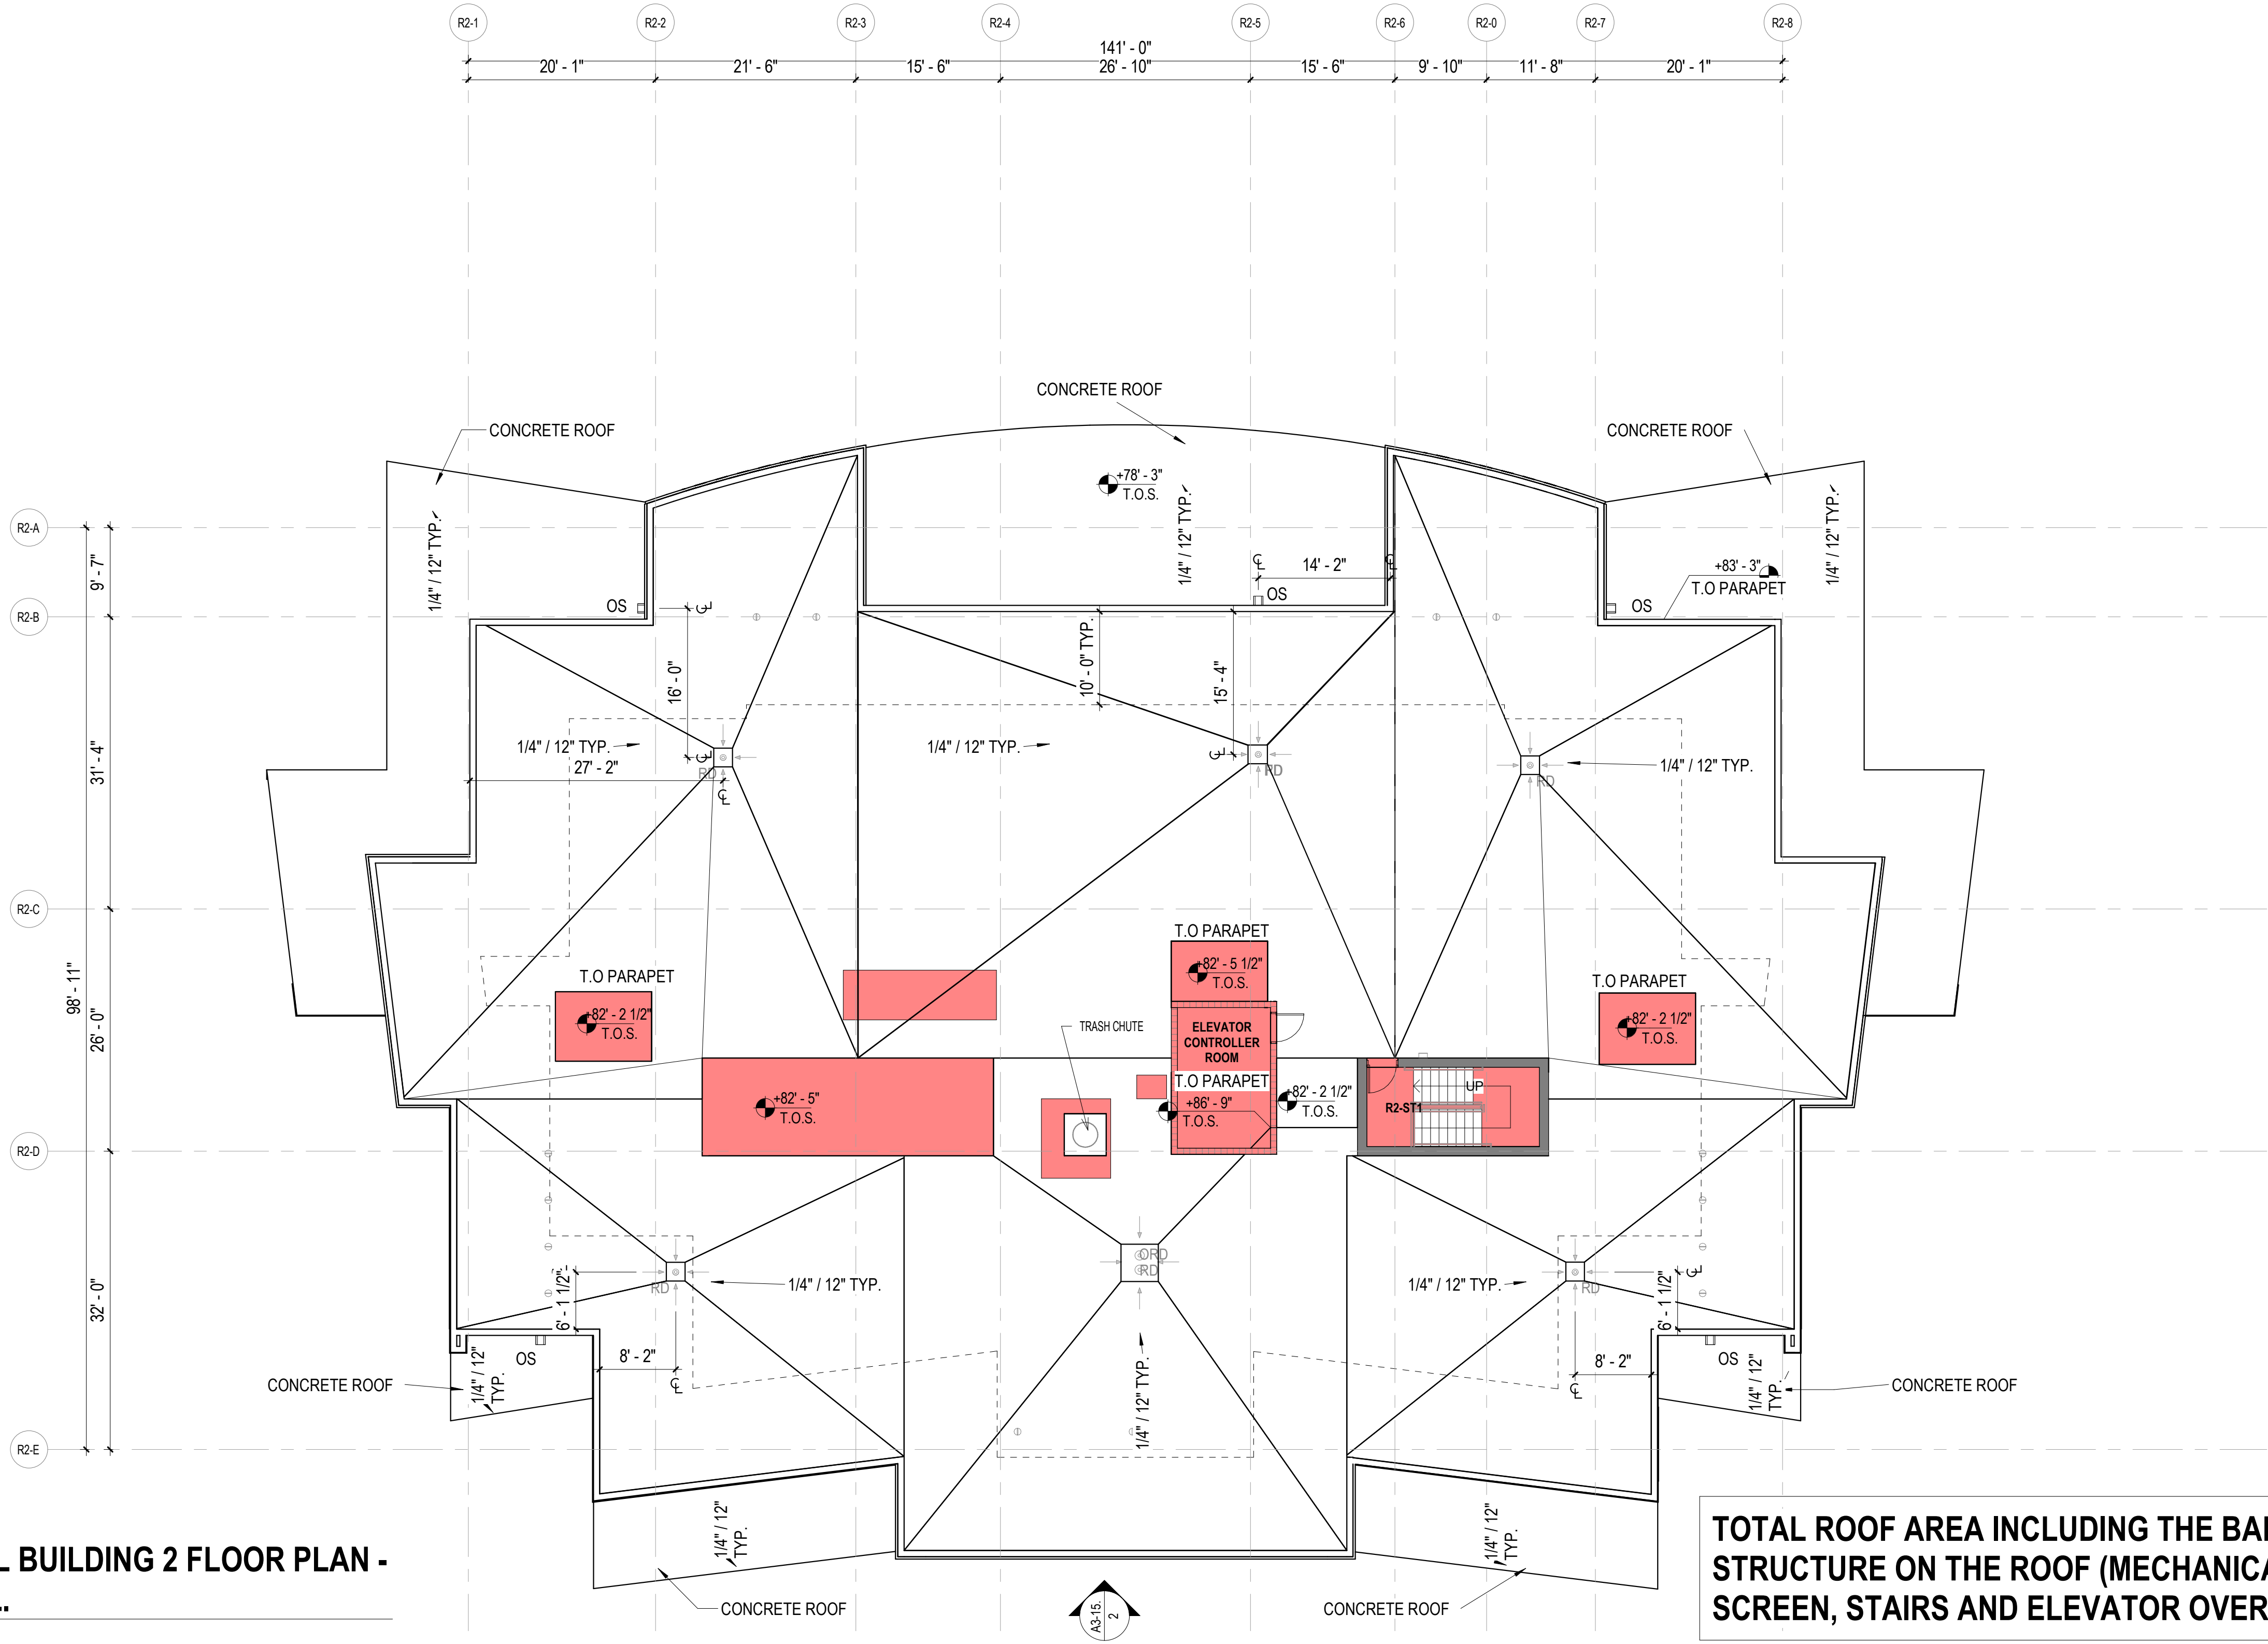 R2-1
R2-2
R2-3
R2-4
R2-5
R2-6
R2-0
R2-7
R2-8
141' - 0"
20' - 1"
21' - 6"
15' - 6"
26' - 10"
15' - 6"
9' - 10"
11' - 8"
20' - 1"
CONCRETE ROOF
CONCRETE ROOF
CONCRETE ROOF
+78' - 3"
T.O.S.
1/4" / 12" TYP.
1/4" / 12" TYP.
1/4" / 12" TYP.
R2-A
9' - 7"
14' - 2"
+83' - 3"
T.O PARAPET
OS
OS
OS
R2-B
16' - 0"
10' - 0" TYP.
15' - 4"
31' - 4"
1/4" / 12" TYP.
27' - 2"
RD
1/4" / 12" TYP.
RD
1/4" / 12" TYP.
RD
R2-C
98' - 11"
26' - 0"
T.O PARAPET
+82' - 5 1/2"
T.O.S.
T.O PARAPET
+82' - 2 1/2"
T.O.S.
T.O PARAPET
+82' - 2 1/2"
T.O.S.
TRASH CHUTE
ELEVATOR
CONTROLLER
ROOM
T.O PARAPET
+86' - 9"
T.O.S.
+82' - 2 1/2"
T.O.S.
UP
R2-ST1
+82' - 5"
T.O.S.
R2-D
32' - 0"
ORD
RD
RD
1/4" / 12" TYP.
1/4" / 12" TYP.
RD
6' - 1 1/2"
6' - 1 1/2"
8' - 2"
8' - 2"
OS
OS
1/4" / 12"
TYP.
1/4" / 12" TYP.
1/4" / 12"
TYP.
CONCRETE ROOF
CONCRETE ROOF
R2-E
1/4" / 12"
TYP.
1/4" / 12"
TYP.
CONCRETE ROOF
CONCRETE ROOF
A3-15.
2
L BUILDING 2 FLOOR PLAN -
TOTAL ROOF AREA INCLUDING THE
STRUCTURE ON THE ROOF
SCREEN, STAIRS AND ELEVATOR